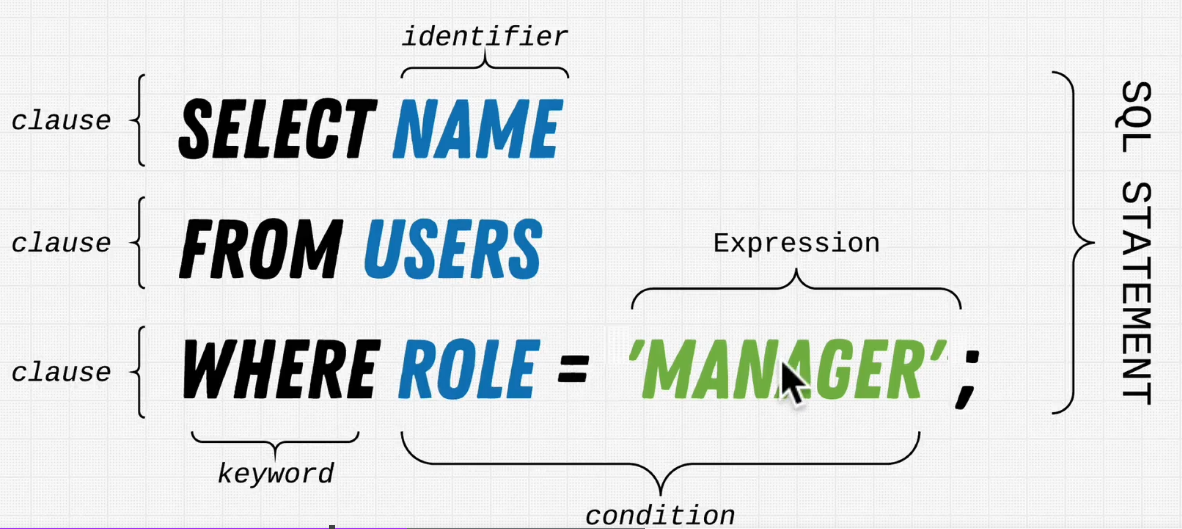 identifier
clause SELECT NAME
clause FROM USERS
Expression
clause WHERE ROLE = 'MANAGER' ;
keyword
condition
SQL STATEMENT